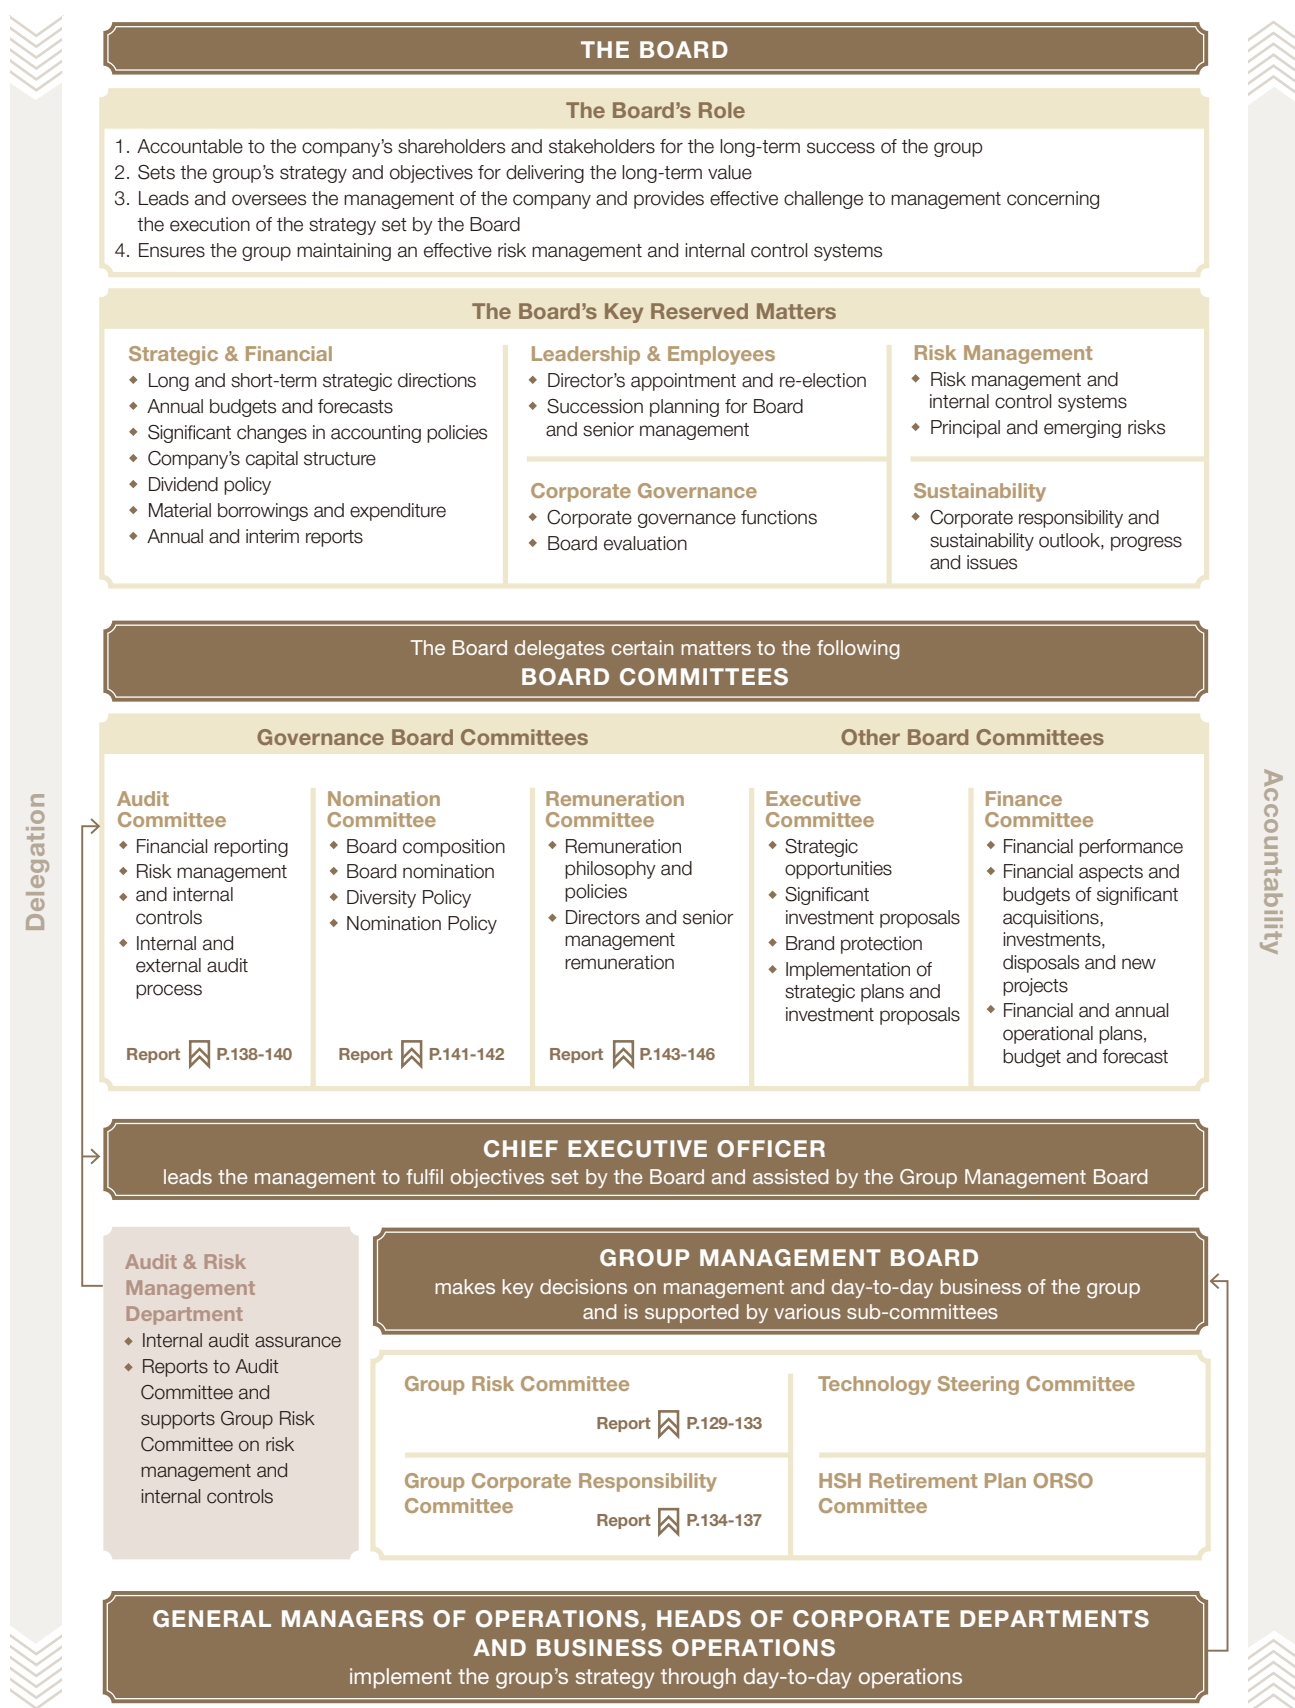 THE BOARD
The Board's Role
1. Accountable to the company's shareholders and stakeholders for the long-term success of the group
2. Sets the group's strategy and objectives for delivering the long-term value
3. Leads and oversees the management of the company and provides effective challenge to management concerning
the execution of the strategy set by the Board
4. Ensures the group maintaining an effective risk management and internal control systems
The Board's Key Reserved Matters
Strategic & Financial
◆ Long and short-term strategic directions
◆ Annual budgets and forecasts
◆ Significant changes in accounting policies
◆ Company's capital structure
◆ Dividend policy
◆ Material borrowings and expenditure
◆ Annual and interim reports
Leadership & Employees
◆ Director's appointment and re-election
◆ Succession planning for Board
and senior management
Corporate Governance
◆ Corporate governance functions
◆ Board evaluation
Risk Management
◆ Risk management and
internal control systems
◆ Principal and emerging risks
Sustainability
◆ Corporate responsibility and
sustainability outlook, progress
and issues
The Board delegates certain matters to the following
BOARD COMMITTEES
Governance Board Committees
Other Board Committees
Audit
Committee
◆ Financial reporting
◆ Risk management
◆ and internal
controls
◆ Internal and
external audit
process
Report P.138-140
Nomination
Committee
◆ Board composition
◆ Board nomination
◆ Diversity Policy
◆ Nomination Policy
Report P.141-142
Remuneration
Committee
◆ Remuneration
philosophy and
policies
◆ Directors and senior
management
remuneration
Report P.143-146
Executive
Committee
◆ Strategic
opportunities
◆ Significant
investment proposals
◆ Brand protection
◆ Implementation of
strategic plans and
investment proposals
Finance
Committee
◆ Financial performance
◆ Financial aspects and
budgets of significant
acquisitions,
investments,
disposals and new
projects
◆ Financial and annual
operational plans,
budget and forecast
Delegation
Accountability
CHIEF EXECUTIVE OFFICER
leads the management to fulfil objectives set by the Board and assisted by the Group Management Board
Audit & Risk
Management
Department
◆ Internal audit assurance
◆ Reports to Audit
Committee and
supports Group Risk
Committee on risk
management and
internal controls
GROUP MANAGEMENT BOARD
makes key decisions on management and day-to-day business of the group
and is supported by various sub-committees
Group Risk Committee
Report P.129-133
Technology Steering Committee
Group Corporate Responsibility
Committee
Report P.134-137
HSH Retirement Plan ORSO
Committee
GENERAL MANAGERS OF OPERATIONS, HEADS OF CORPORATE DEPARTMENTS
AND BUSINESS OPERATIONS
implement the group's strategy through day-to-day operations